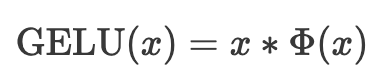 GELU(x) = x * Φ(x)